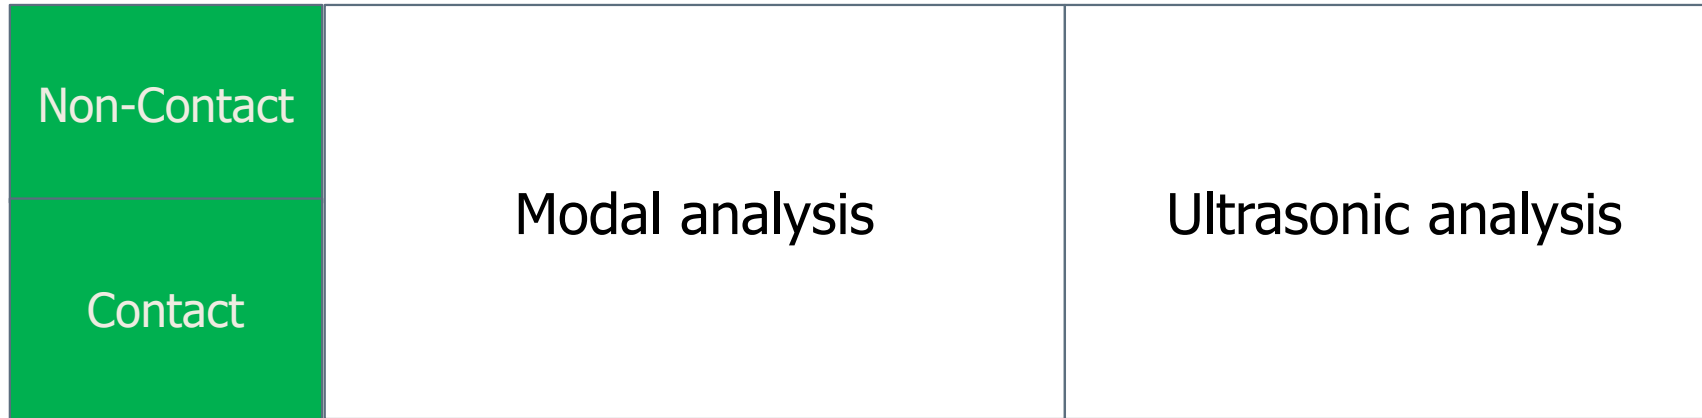 Non-Contact
Contact
Modal analysis
Ultrasonic analysis